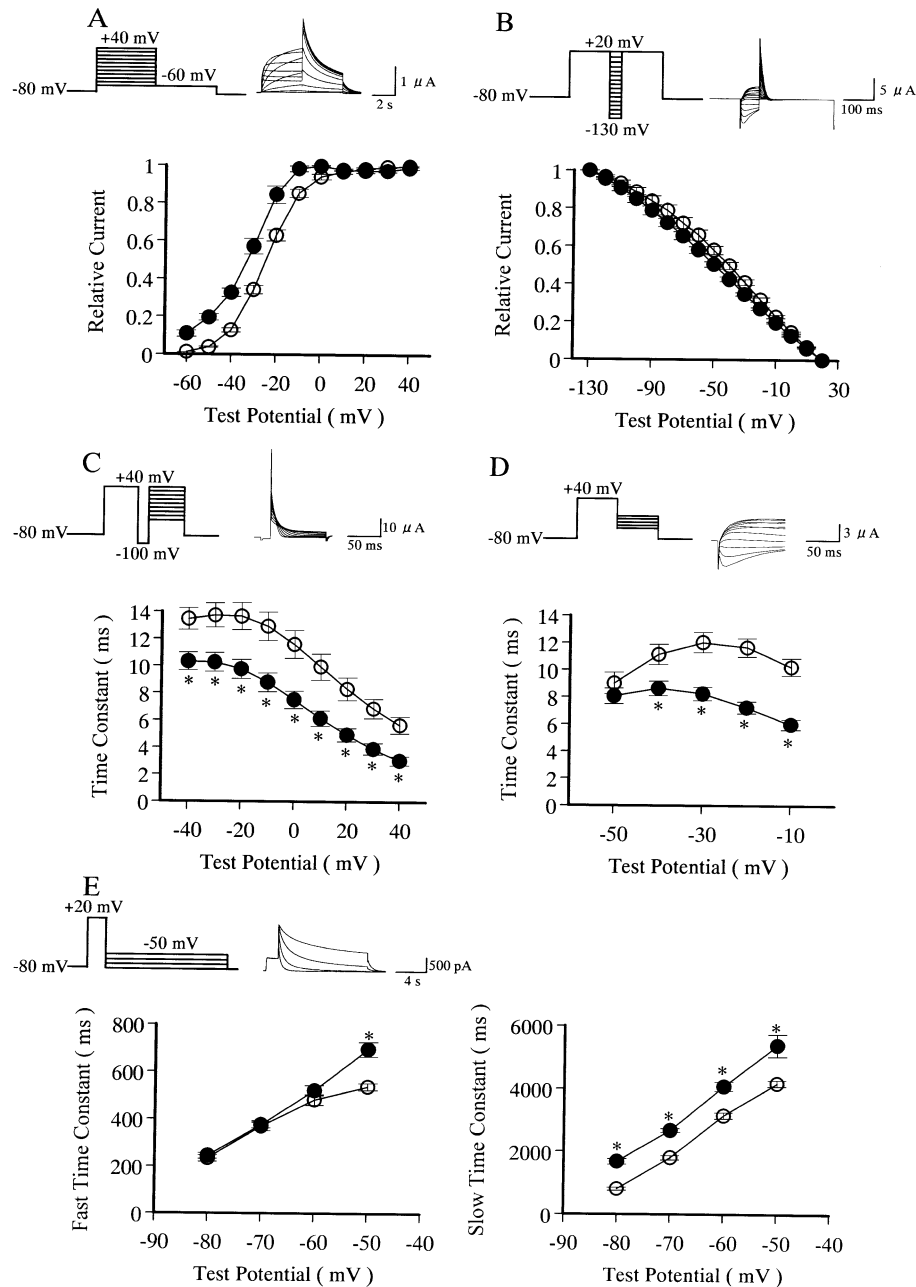 A
+40 mV
-60 mV
-80 mV
1 μA
2 s
Relative Current
1
0.8
0.6
0.4
0.2
0
-60 -40 -20 0 20 40
Test Potential ( mV )
B
+20 mV
-80 mV
-130 mV
5 μA
100 ms
Relative Current
1
0.8
0.6
0.4
0.2
0
-130 -90 -50 -10 30
Test Potential ( mV )
C
+40 mV
-80 mV
-100 mV
10 μA
50 ms
Time Constant ( ms )
14
12
10
8
6
4
2
0
* * * * * * * * *
-40 -20 0 20 40
Test Potential ( mV )
D
+40 mV
-80 mV
3 μA
50 ms
Time Constant ( ms )
14
12
10
8
6
4
2
0
* * * *
-50 -30 -10
Test Potential ( mV )
E
+20 mV
-50 mV
-80 mV
500 pA
4 s
Fast Time Constant ( ms )
800
600
400
200
0
*
-90 -80 -70 -60 -50 -40
Test Potential ( mV )
Slow Time Constant ( ms )
6000
4000
2000
0
* * * *
-90 -80 -70 -60 -50 -40
Test Potential ( mV )